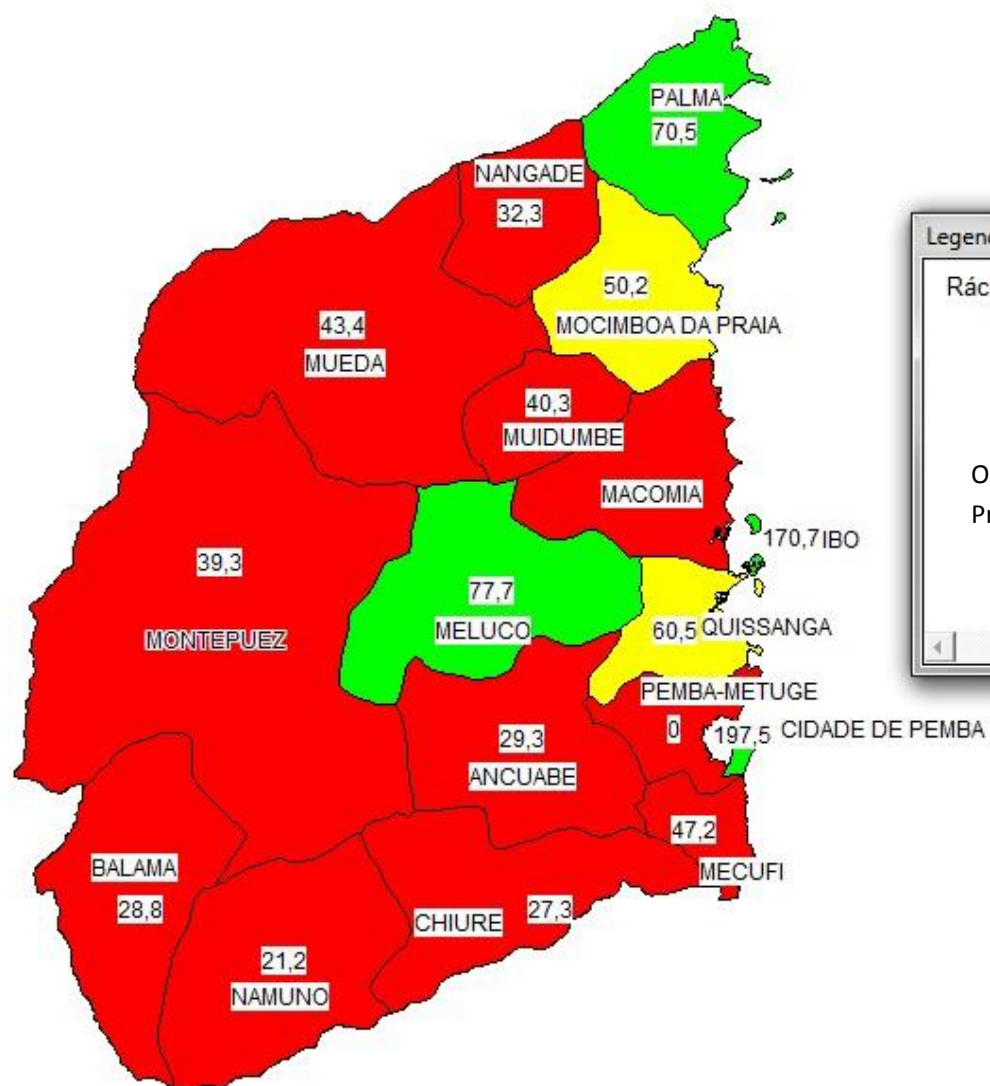 PALMA
70,5
NANGADE
32,3
50,2
MOCIMBOA DA PRAIA
43,4
MUEDA
40,3
MUIDUMBE
MACOMIA
170,7 IBO
39,3
MONTEPUEZ
77,7
MELUCO
60,5 QUISSANGA
PEMBA-METUGE
0
197,5 CIDADE DE PEMBA
29,3
ANCUABE
47,2
MECUFI
BALAMA
28,8
CHIURE 27,3
21,2
NAMUNO